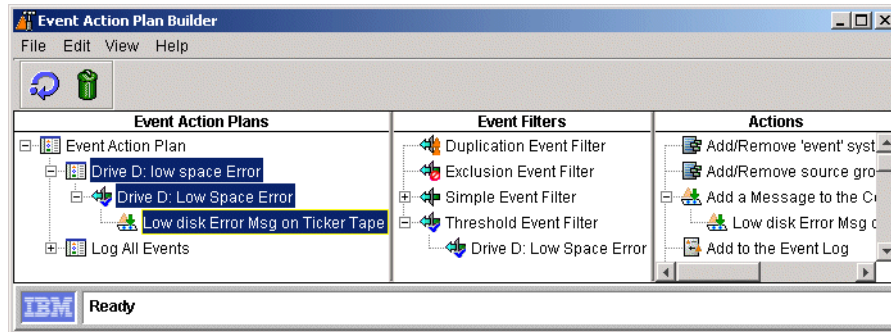 Event Action Plan Builder
File Edit View Help
Event Action Plans
Event Action Plan
Drive D: low space Error
Drive D: Low Space Error
Low disk Error Msg on Ticker Tape
Log All Events
Event Filters
Duplication Event Filter
Exclusion Event Filter
Simple Event Filter
Threshold Event Filter
Drive D: Low Space Error
Actions
Add/Remove 'event' syst
Add/Remove source gro
Add a Message to the C
Low disk Error Msg
Add to the Event Log
IBM Ready